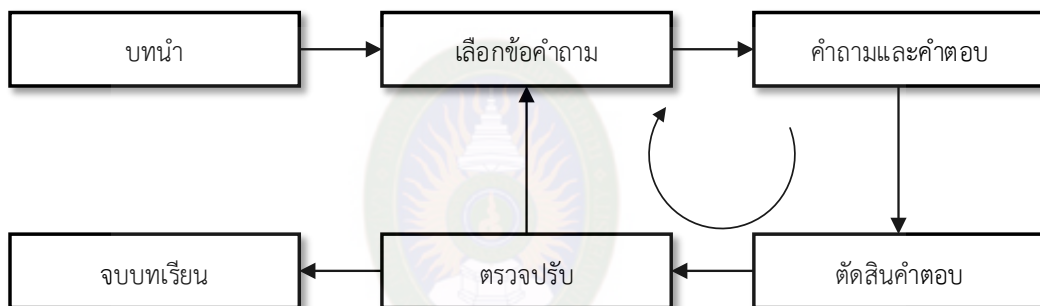 บทนำ
เลือกข้อคำถาม
คำถามและคำตอบ
จบบทเรียน
ตรวจปรับ
ตัดสินคำตอบ